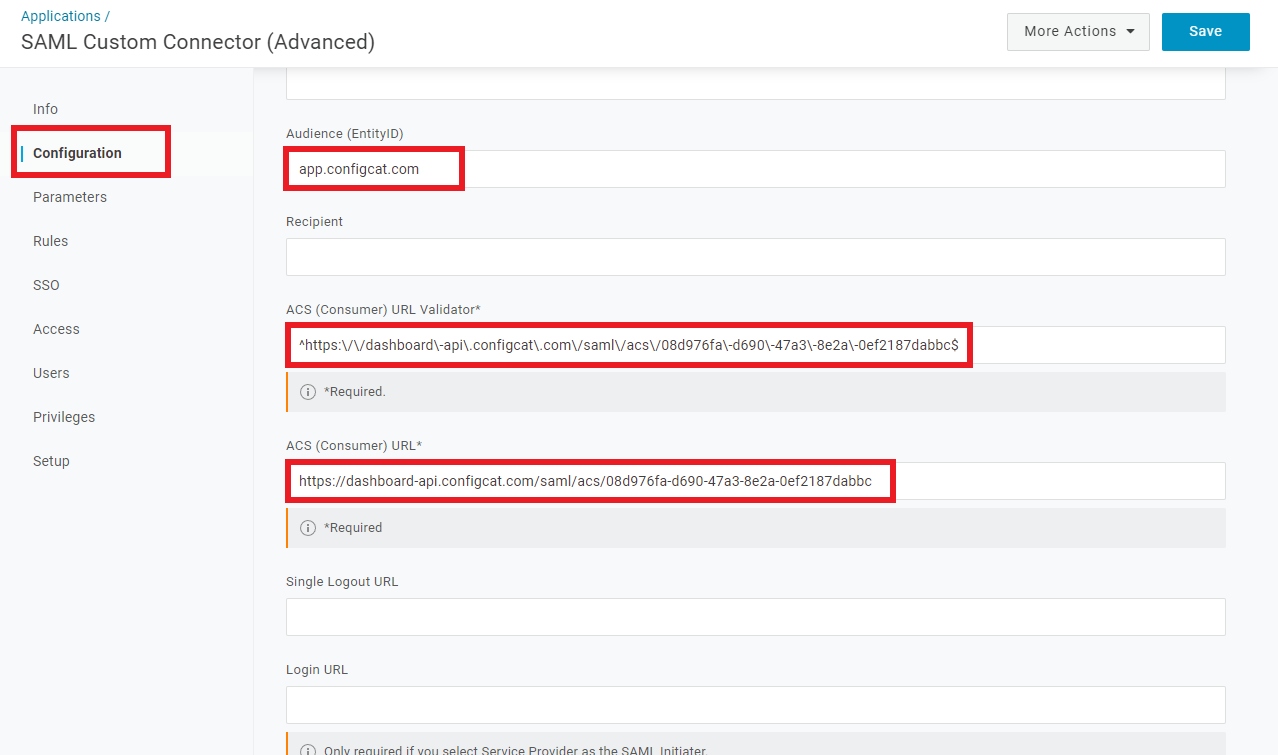 Applications /
SAML Custom Connector (Advanced)
More Actions
Save
Info
Configuration
Parameters
Rules
SSO
Access
Users
Privileges
Setup
Audience (EntityID)
app.configcat.com
Recipient
ACS (Consumer) URL Validator*
^https:\/\/dashboard\-api\.configcat\.com\/saml\/acs\/08d976fa\-d690\-47a3\-8e2a\-0ef2187dabbc$
*Required.
ACS (Consumer) URL*
https://dashboard-api.configcat.com/saml/acs/08d976fa-d690-47a3-8e2a-0ef2187dabbc
*Required
Single Logout URL
Login URL
Only required if you select Service Provider as the SAML Initiater.